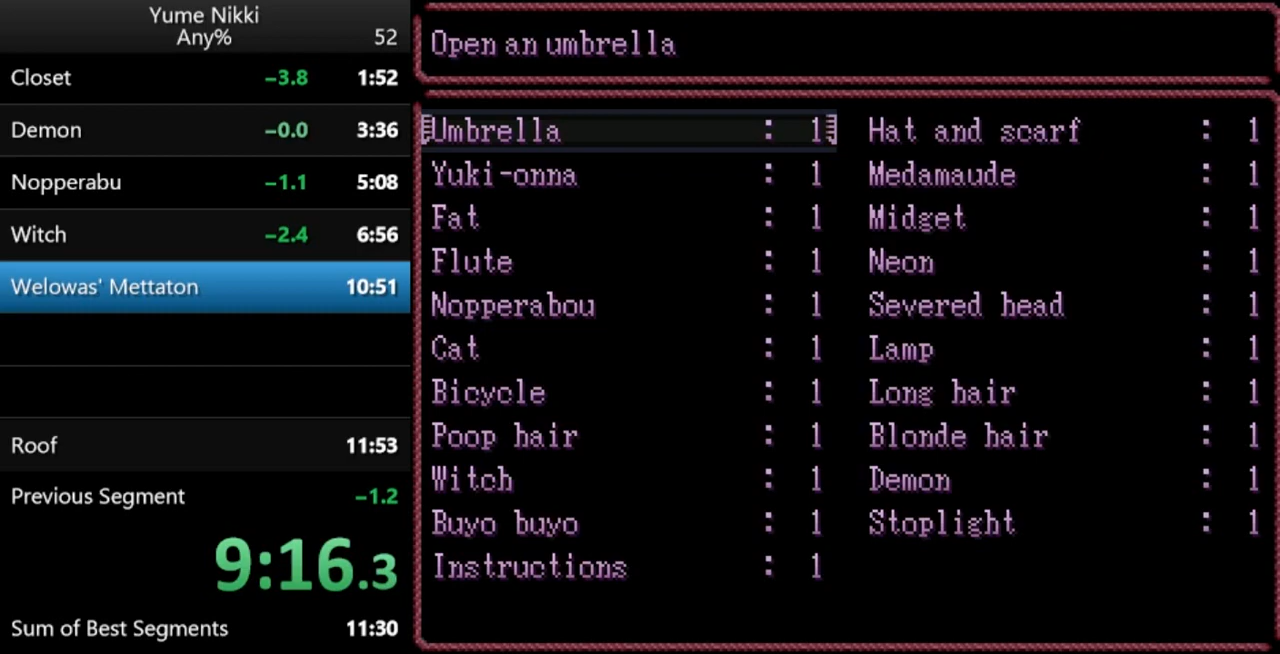 Yume Nikki
Any% 52
Closet −3.8 1:52
Demon −0.0 3:36
Nopperabu −1.1 5:08
Witch −2.4 6:56
Welowas' Mettaton 10:51
Roof 11:53
Previous Segment −1.2
9:16.3
Sum of Best Segments 11:30
Open an umbrella
Umbrella : 1 Hat and scarf : 1
Yuki-onna : 1 Medamaude : 1
Fat : 1 Midget : 1
Flute : 1 Neon : 1
Nopperabou : 1 Severed head : 1
Cat : 1 Lamp : 1
Bicycle : 1 Long hair : 1
Poop hair : 1 Blonde hair : 1
Witch : 1 Demon : 1
Buyo buyo : 1 Stoplight : 1
Instructions : 1